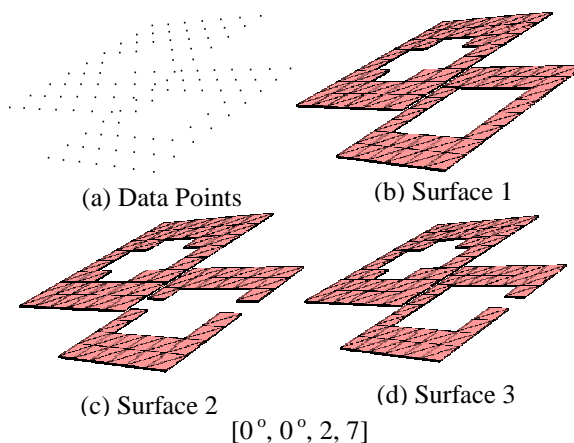 (a) Data Points
(b) Surface 1
(c) Surface 2
(d) Surface 3
[0°, 0°, 2, 7]